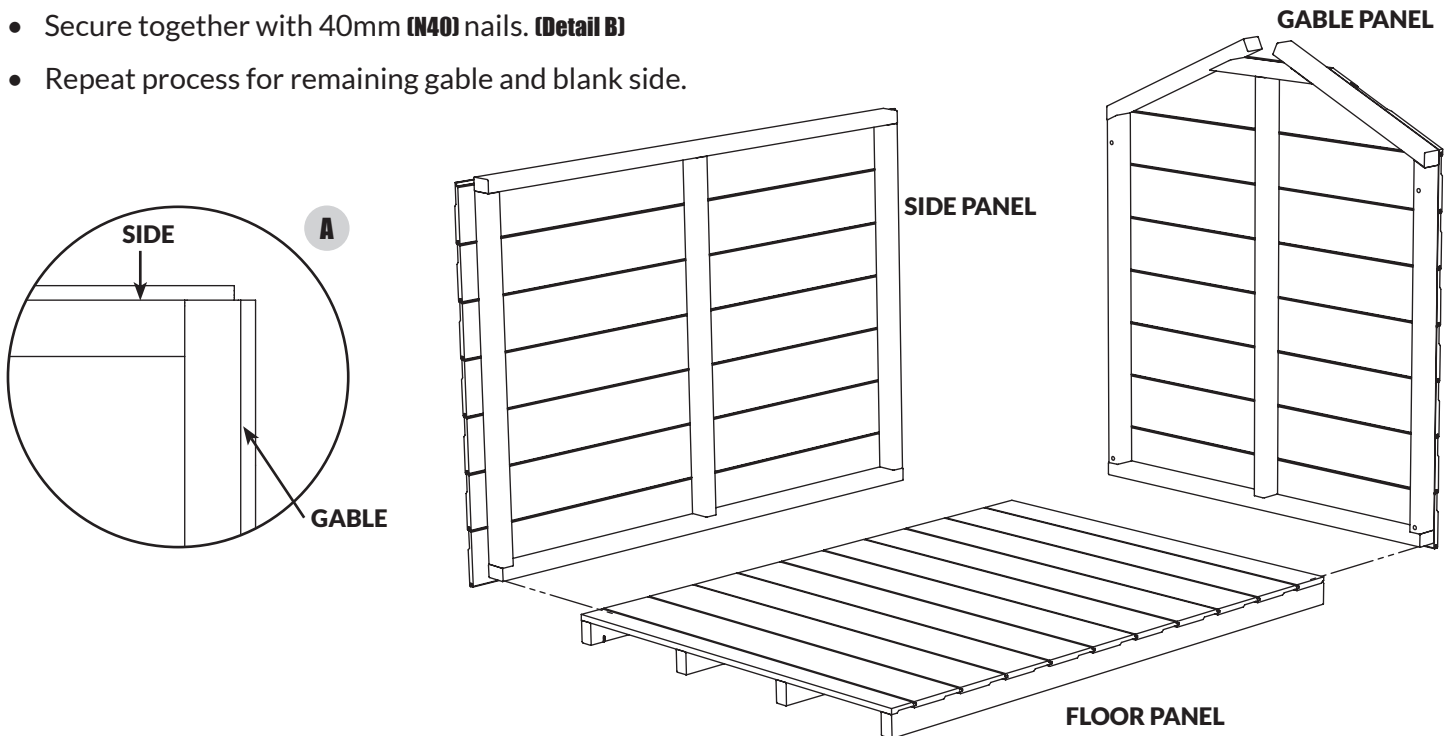 • Secure together with 40mm (N40) nails. (Detail B)
• Repeat process for remaining gable and blank side.
GABLE PANEL
SIDE PANEL
A
SIDE
GABLE
FLOOR PANEL